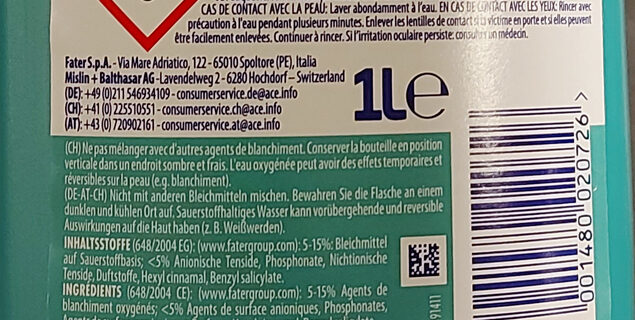 CAS DE CONTACT AVEC LA PEAU: Laver abondamment à l'eau. EN CAS DE CONTACT AVEC LES YEUX: Rincer avec
précaution à l'eau pendant plusieurs minutes. Enlever les lentilles de contact si la victime en porte et si elles peuvent
être facilement enlevées. Continuer à rincer. Si l'irritation oculaire persiste: consulter un médecin.
Fater S.p.A. - Via Mare Adriatico, 122 - 65010 Spoltore (PE), Italia
Mislin + Balthasar AG - Lavendelweg 2 - 6280 Hochdorf – Switzerland
(DE): +49 (0)211 546934109 - consumerservice.de@ace.info
(CH): +41 (0) 225510551 - consumerservice.ch@ace.info
(AT): +43 (0) 720902161 - consumerservice.at@ace.info
1L℮
(CH) Ne pas mélanger avec d'autres agents de blanchiment. Conserver la bouteille en position
verticale dans un endroit sombre et frais. L'eau oxygénée peut avoir des effets temporaires et
réversibles sur la peau (e.g. blanchiment).
(DE-AT-CH) Nicht mit anderen Bleichmitteln mischen. Bewahren Sie die Flasche an einem
dunklen und kühlen Ort auf. Sauerstoffhaltiges Wasser kann vorübergehende und reversible
Auswirkungen auf die Haut haben (z. B. Weißwerden).
INHALTSSTOFFE (648/2004 EG): (www.fatergroup.com): 5-15%: Bleichmittel
auf Sauerstoffbasis; <5% Anionische Tenside, Phosphonate, Nichtionische
Tenside, Duftstoffe, Hexyl cinnamal, Benzyl salicylate.
INGRÉDIENTS (648/2004 CE): (www.fatergroup.com): 5-15% Agents de
blanchiment oxygénés; <5% Agents de surface anioniques, Phosphonates,
91411
8 001480 020726 >